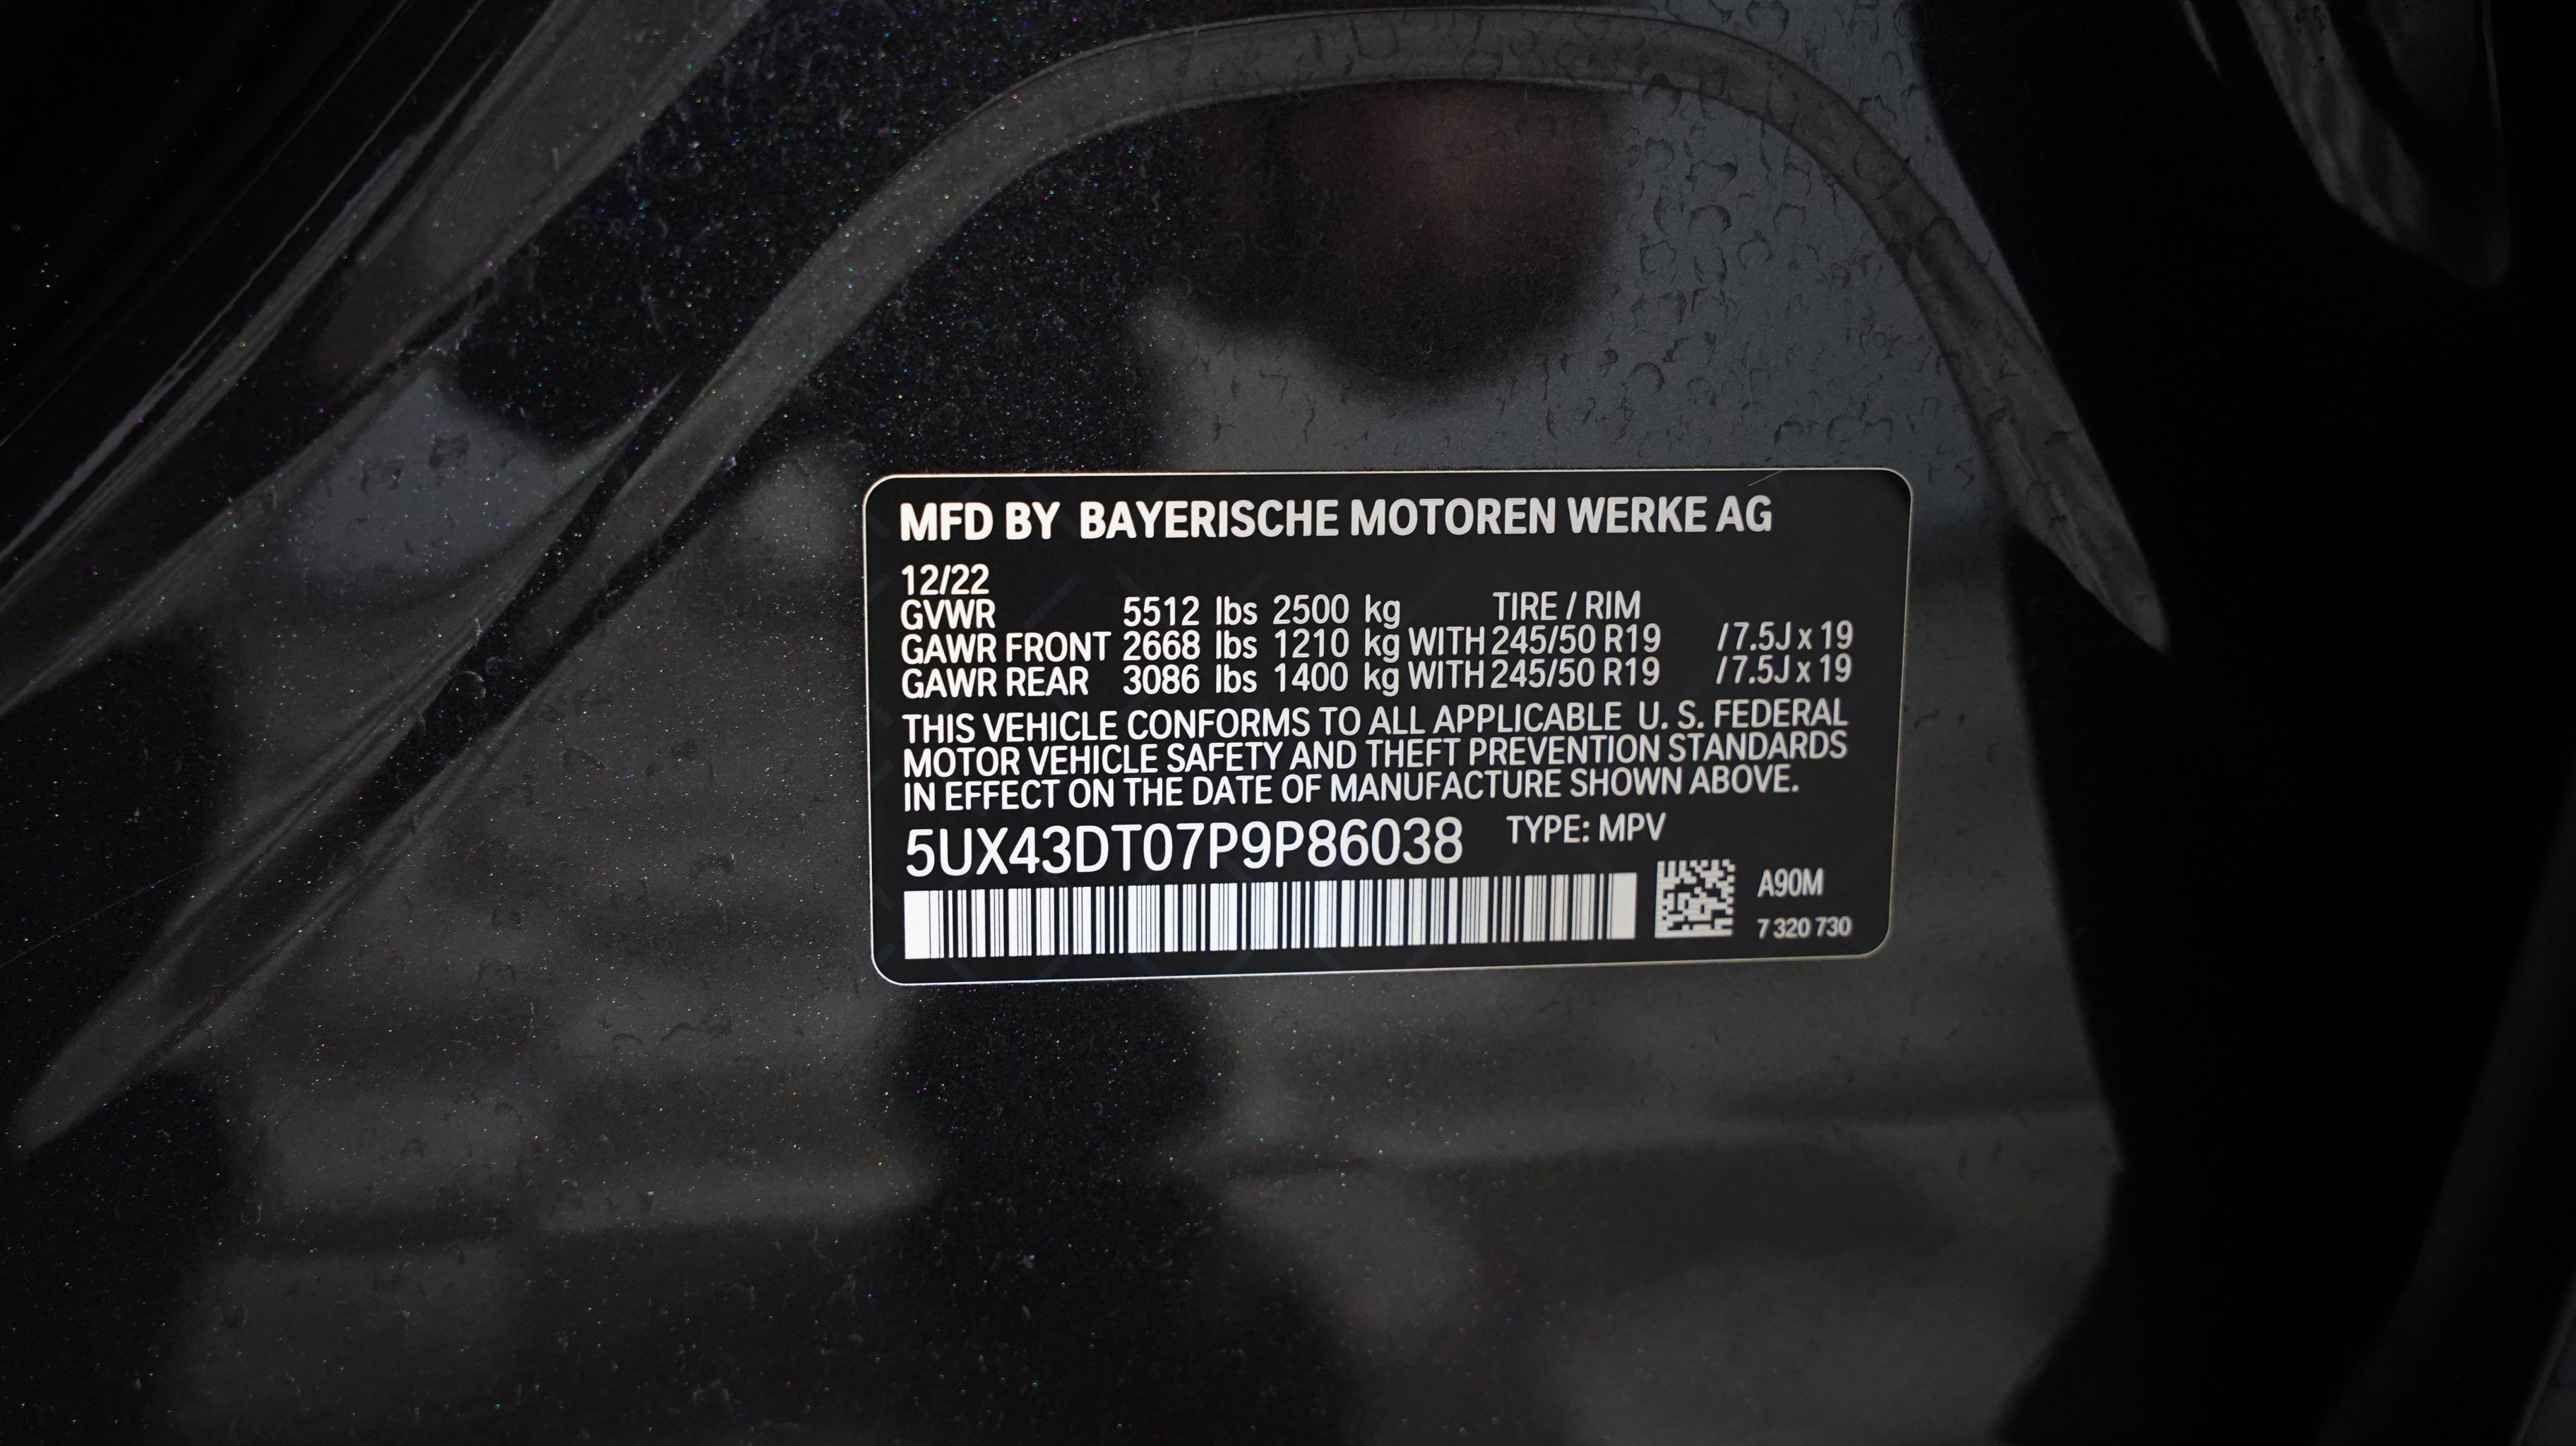 MFD BY BAYERISCHE MOTOREN WERKE AG
12/22
GVWR 5512 lbs 2500 kg TIRE / RIM
GAWR FRONT 2668 lbs 1210 kg WITH 245/50 R19 / 7.5J x 19
GAWR REAR 3086 lbs 1400 kg WITH 245/50 R19 / 7.5J x 19
THIS VEHICLE CONFORMS TO ALL APPLICABLE U. S. FEDERAL
MOTOR VEHICLE SAFETY AND THEFT PREVENTION STANDARDS
IN EFFECT ON THE DATE OF MANUFACTURE SHOWN ABOVE.
5UX43DT07P9P86038 TYPE: MPV
A90M
7 320 730